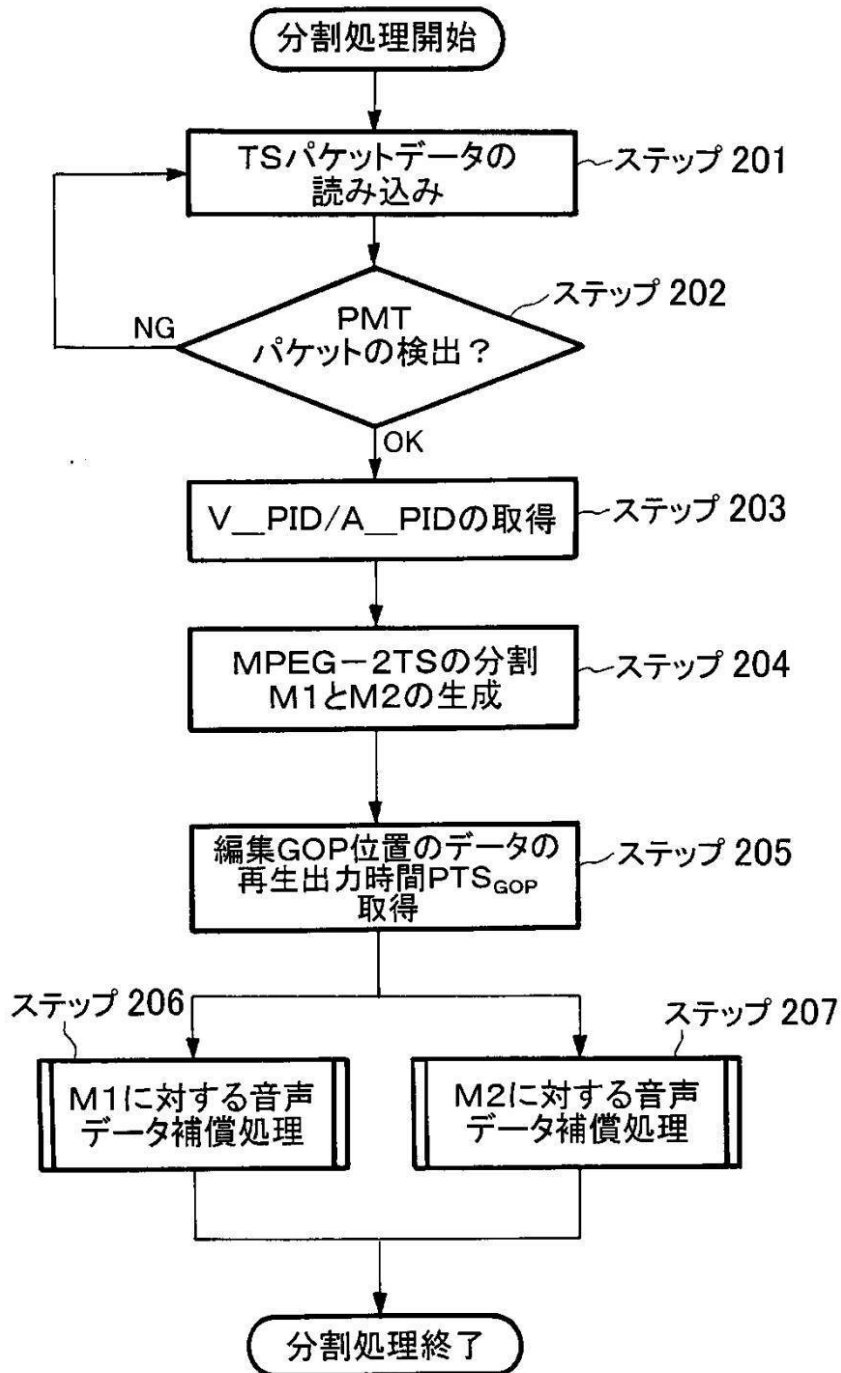 分割処理開始
TSパケットデータの
読み込み
ステップ 201
PMT
パケットの検出？
ステップ 202
NG
OK
V__PID/A__PIDの取得
ステップ 203
MPEG－2TSの分割
M1とM2の生成
ステップ 204
編集GOP位置のデータの
再生出力時間PTSGOP
取得
ステップ 205
ステップ 206
M1に対する音声
データ補償処理
ステップ 207
M2に対する音声
データ補償処理
分割処理終了